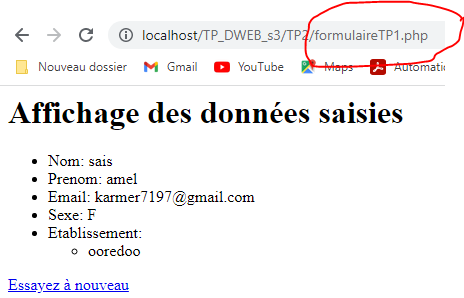 localhost/TP_DWEB_s3/TP2/formulaireTP1.php
Nouveau dossier Gmail YouTube Maps Acc
Affichage des données saisies
Nom: sais
Prenom: amel
Email: karmer7197@gmail.com
Sexe: F
Etablissement:
ooredoo
Essayez à nouveau